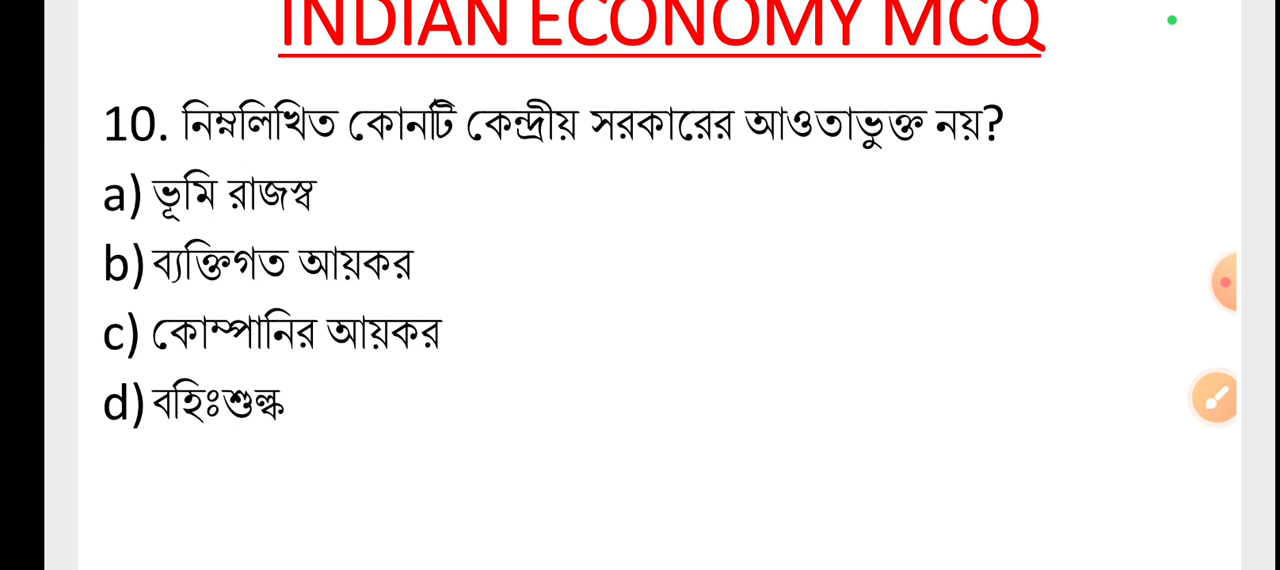 INDIAN ECONOMY MCQ
10. নিম্নলিখিত কোনটি কেন্দ্রীয় সরকারের আওতাভুক্ত নয়?
a) ভূমি রাজস্ব
b) ব্যক্তিগত আয়কর
c) কোম্পানির আয়কর
d) বহিঃশুল্ক